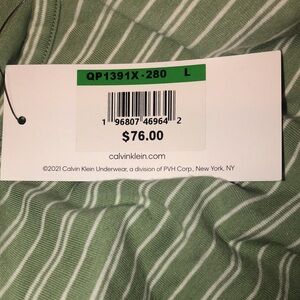 QP1391X-280 L
1 96807 46964 2
$76.00
calvinklein.com
©2021 Calvin Klein Underwear, a division of PVH Corp., New York, NY